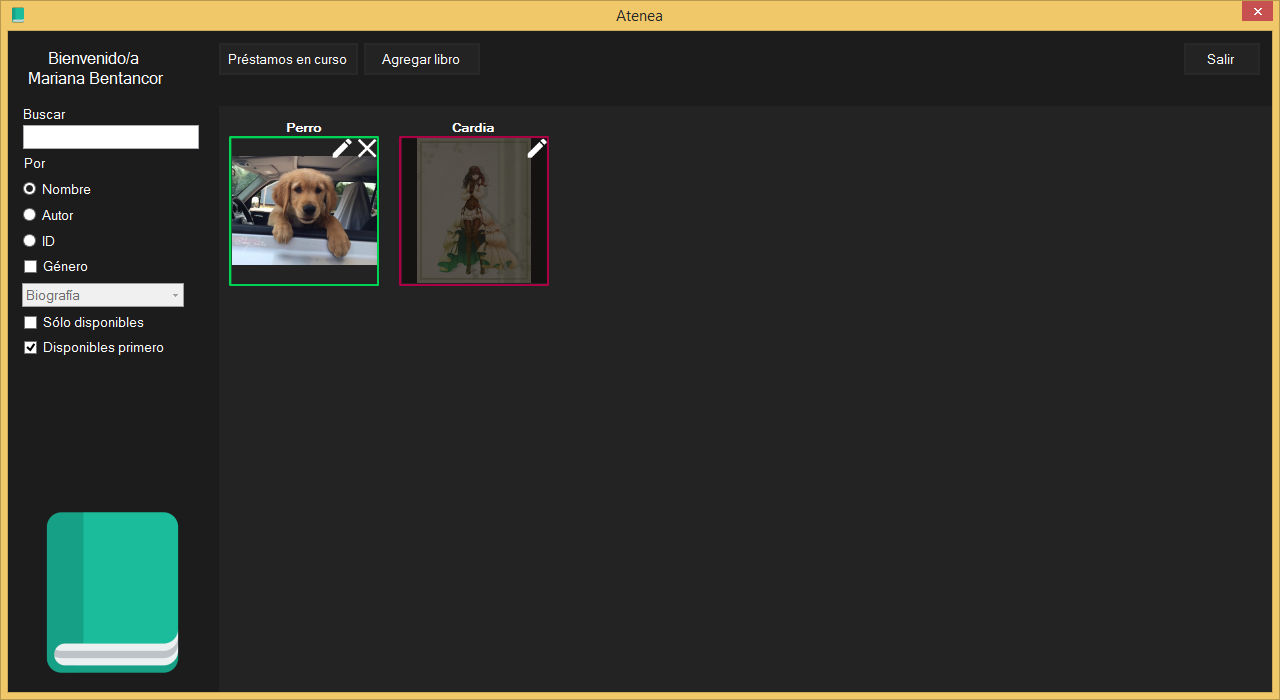 Atenea
Bienvenido/a
Mariana Bentancor
Préstamos en curso
Agregar libro
Salir
Buscar
Por
Nombre
Autor
ID
Género
Biografía
Sólo disponibles
Disponibles primero
Perro
Cardia